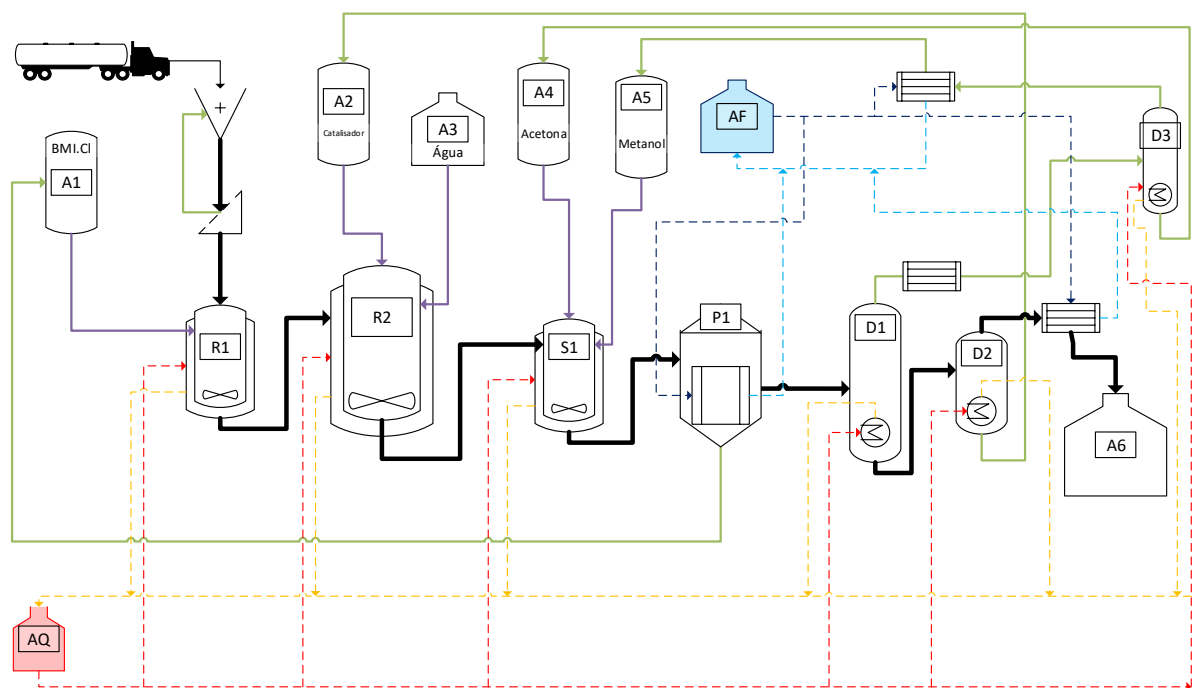 BMI.Cl
A1
+
A2
Catalisador
A3
Água
A4
Acetona
A5
Metanol
AF
D3
R1
R2
S1
P1
D1
D2
A6
AQ